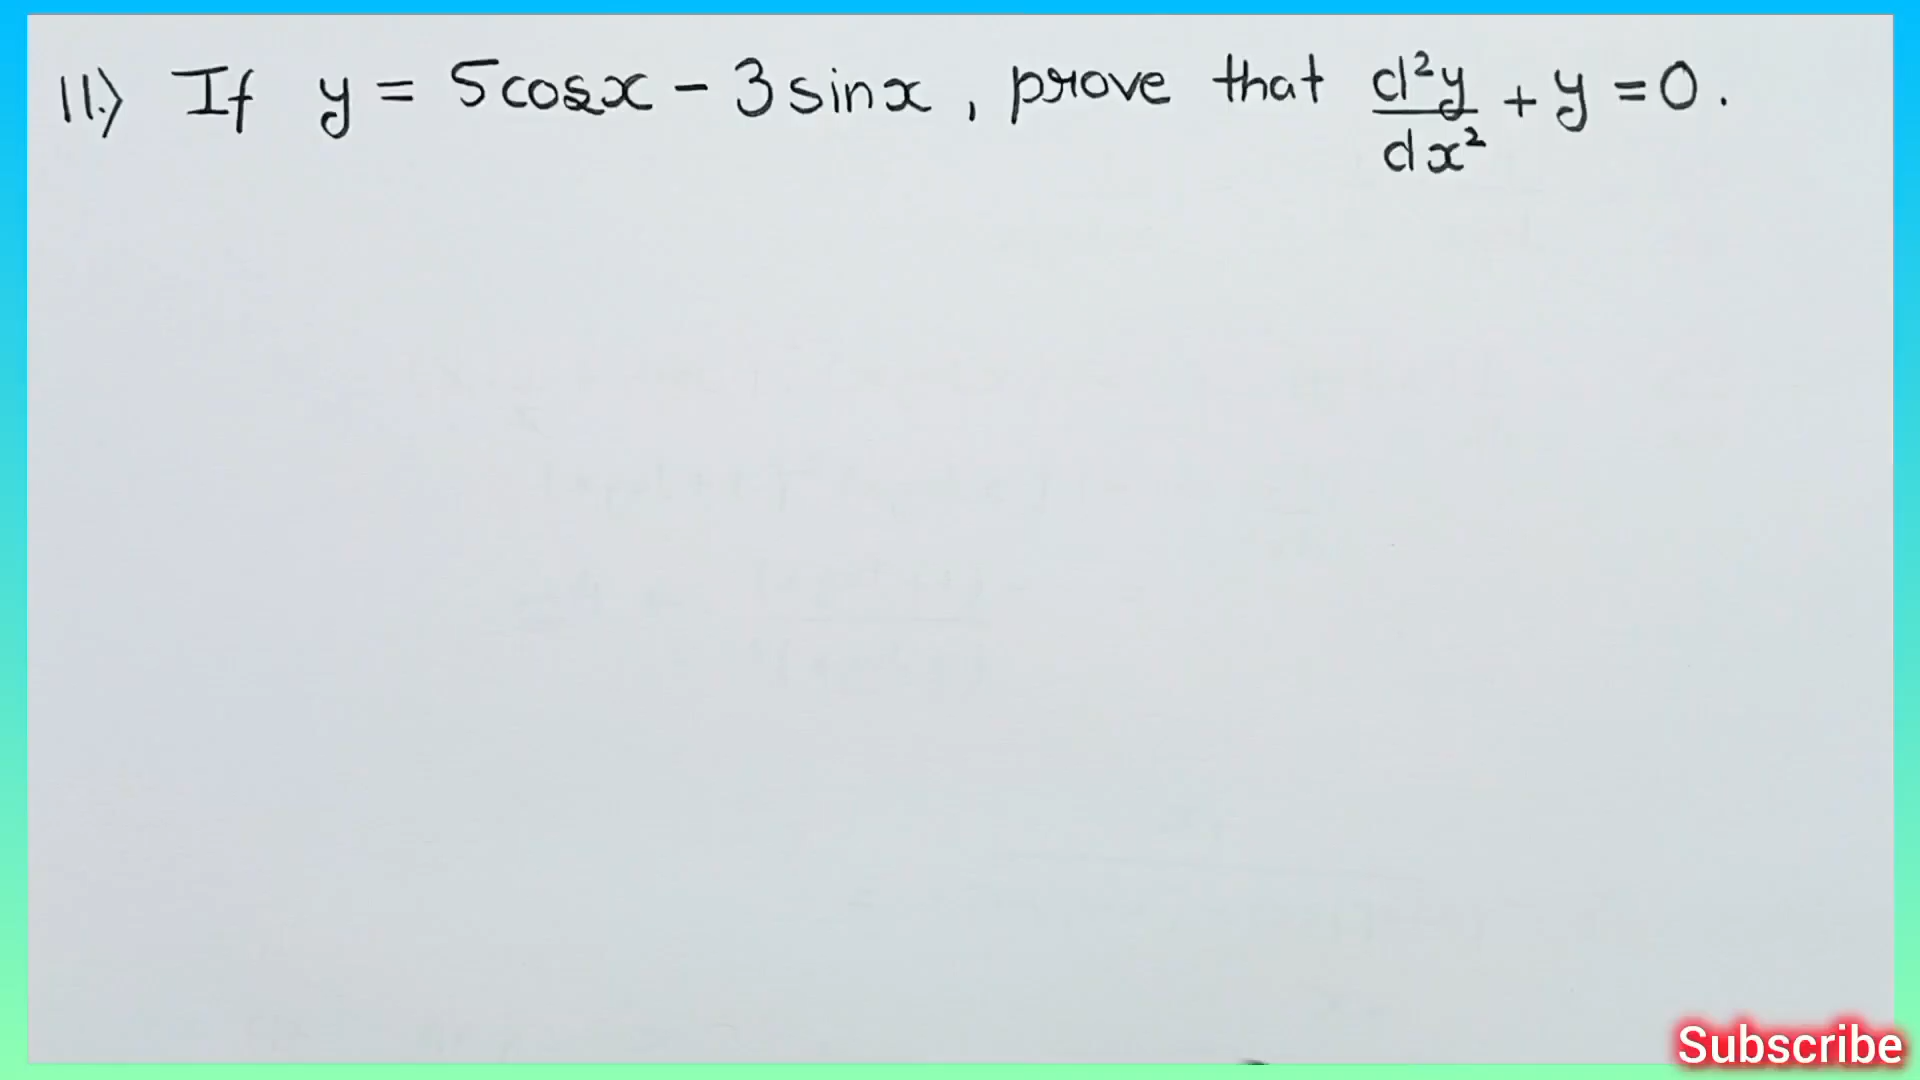 11.) If y = 5cosx - 3sinx, prove that d²y/dx² + y = 0.
Subscribe